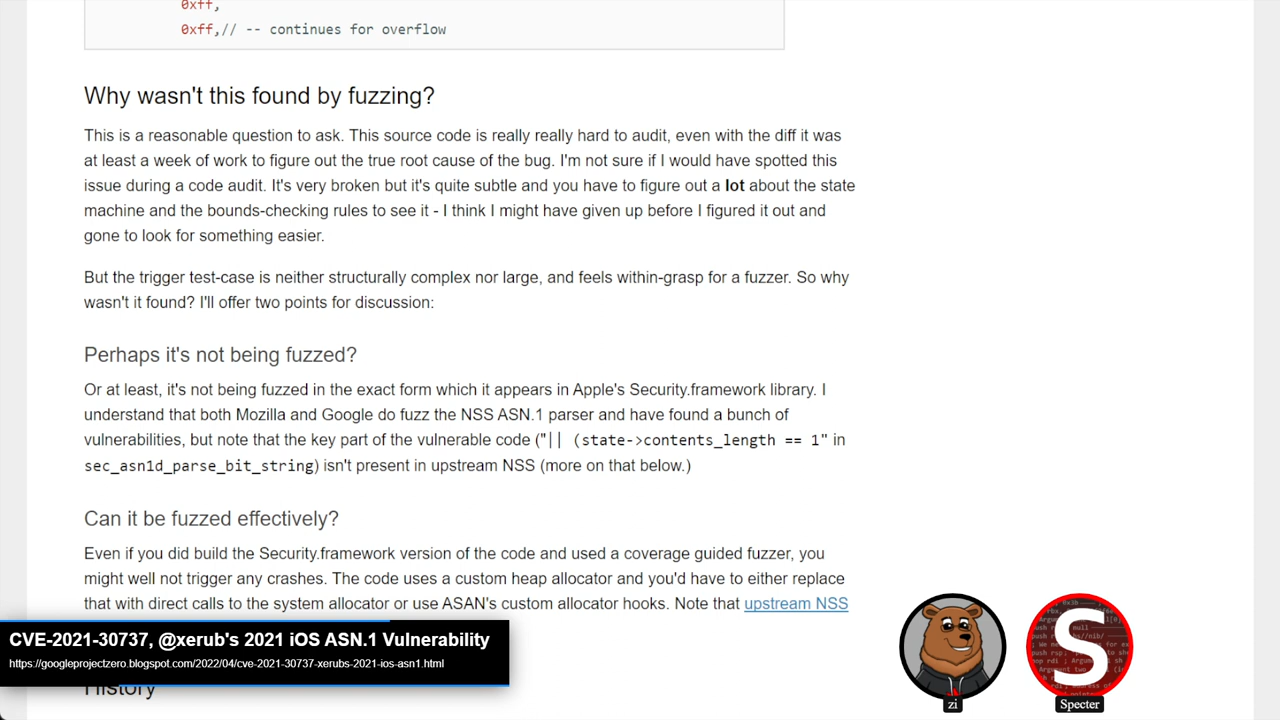 0xff,
0xff,// -- continues for overflow
Why wasn't this found by fuzzing?
This is a reasonable question to ask. This source code is really really hard to audit, even with the diff it was
at least a week of work to figure out the true root cause of the bug. I'm not sure if I would have spotted this
issue during a code audit. It's very broken but it's quite subtle and you have to figure out a lot about the state
machine and the bounds-checking rules to see it - I think I might have given up before I figured it out and
gone to look for something easier.
But the trigger test-case is neither structurally complex nor large, and feels within-grasp for a fuzzer. So why
wasn't it found? I'll offer two points for discussion:
Perhaps it's not being fuzzed?
Or at least, it's not being fuzzed in the exact form which it appears in Apple's Security.framework library. I
understand that both Mozilla and Google do fuzz the NSS ASN.1 parser and have found a bunch of
vulnerabilities, but note that the key part of the vulnerable code ("|| (state->contents_length == 1" in
sec_asn1d_parse_bit_string) isn't present in upstream NSS (more on that below.)
Can it be fuzzed effectively?
Even if you did build the Security.framework version of the code and used a coverage guided fuzzer, you
might well not trigger any crashes. The code uses a custom heap allocator and you'd have to either replace
that with direct calls to the system allocator or use ASAN's custom allocator hooks. Note that upstream NSS
CVE-2021-30737, @xerub's 2021 iOS ASN.1 Vulnerability
https://googleprojectzero.blogspot.com/2022/04/cve-2021-30737-xerubs-2021-ios-asn1.html
History
S
zi
Specter